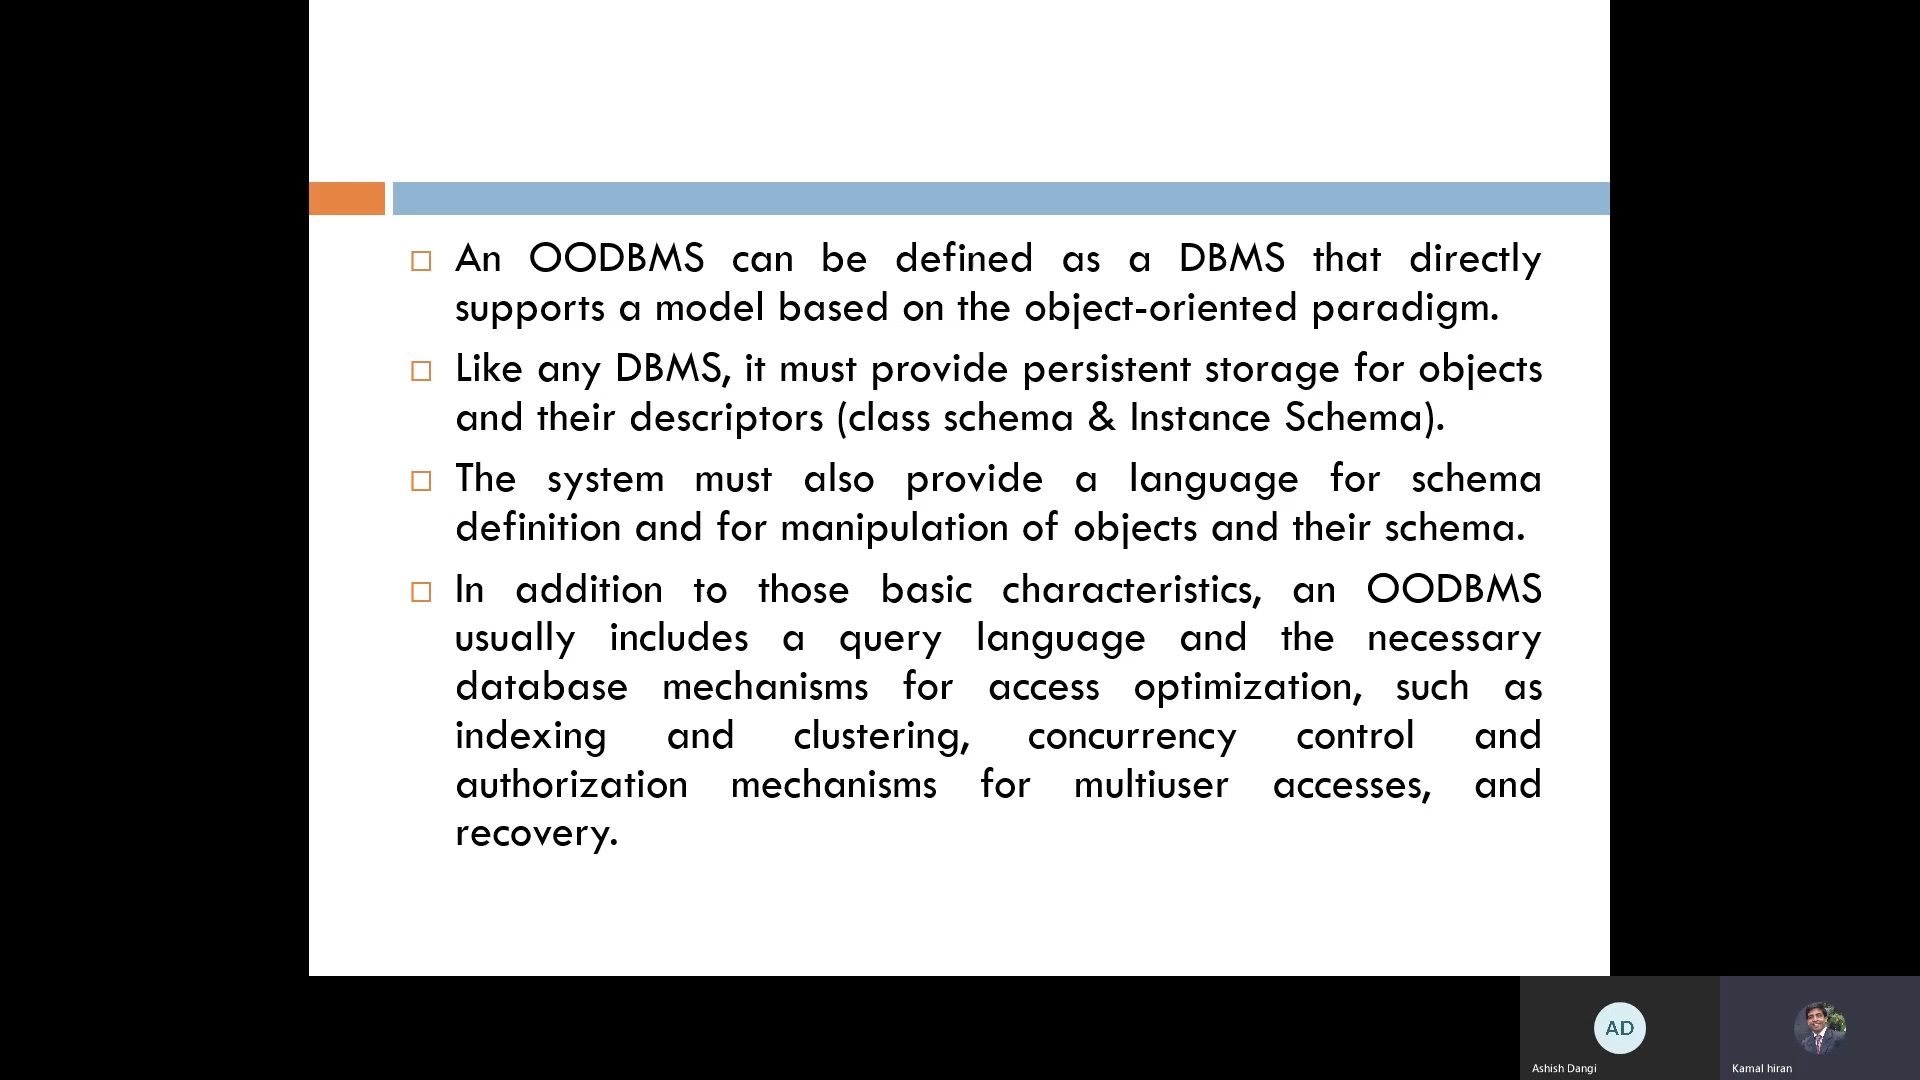 An OODBMS can be defined as a DBMS that directly
supports a model based on the object-oriented paradigm.
Like any DBMS, it must provide persistent storage for objects
and their descriptors (class schema & Instance Schema).
The system must also provide a language for schema
definition and for manipulation of objects and their schema.
In addition to those basic characteristics, an OODBMS
usually includes a query language and the necessary
database mechanisms for access optimization, such as
indexing and clustering, concurrency control and
authorization mechanisms for multiuser accesses, and
recovery.
AD
Ashish Dangi
Kamal hiran